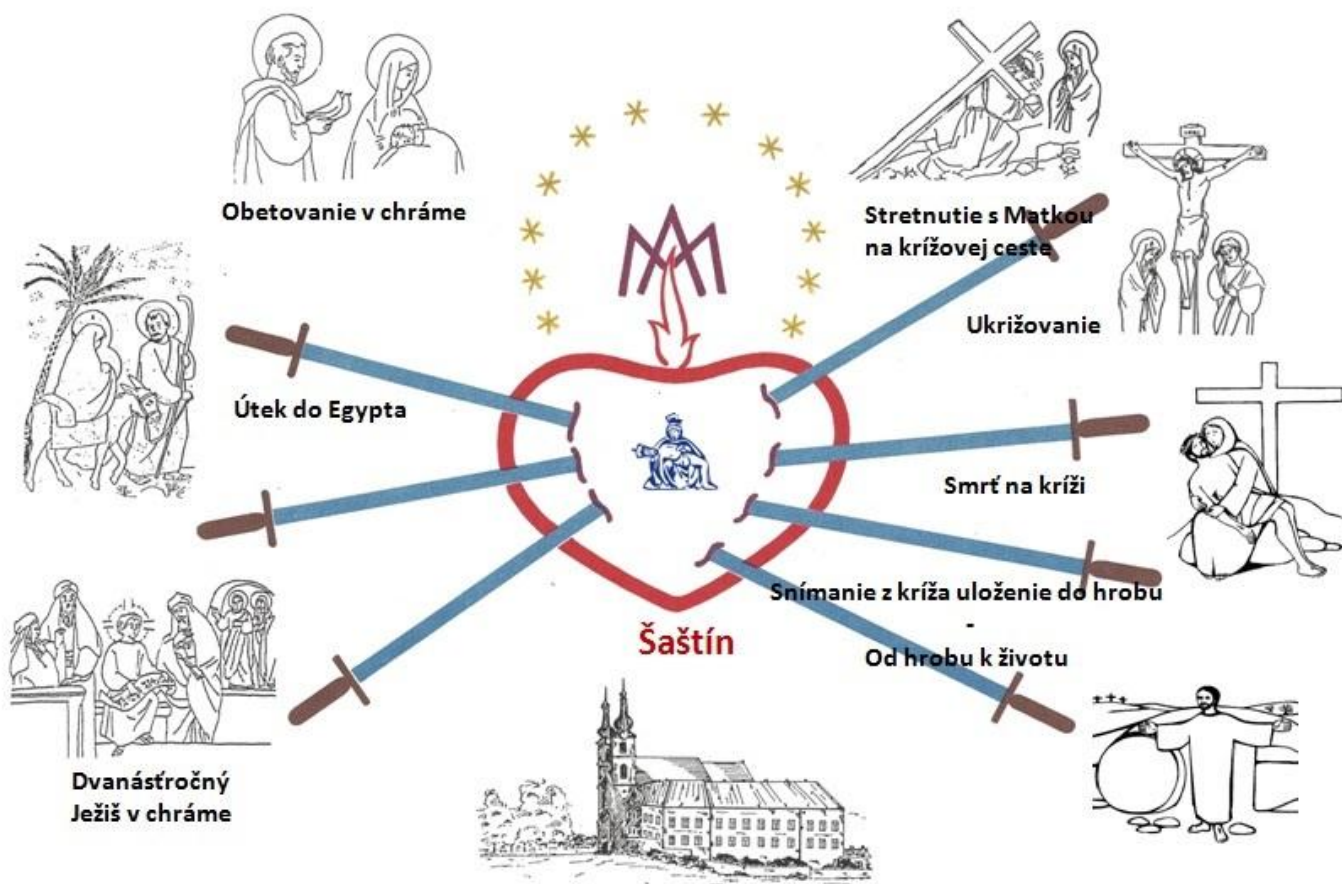 Obetovanie v chráme
Stretnutie s Matkou
na krížovej ceste
Ukrižovanie
Útek do Egypta
Smrť na kríži
Snímanie z kríža uloženie do hrobu
-
Od hrobu k životu
Šaštín
Dvanásťročný
Ježiš v chráme